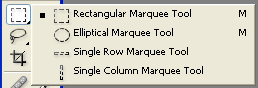 Rectangular Marquee Tool M
Elliptical Marquee Tool M
Single Row Marquee Tool
Single Column Marquee Tool